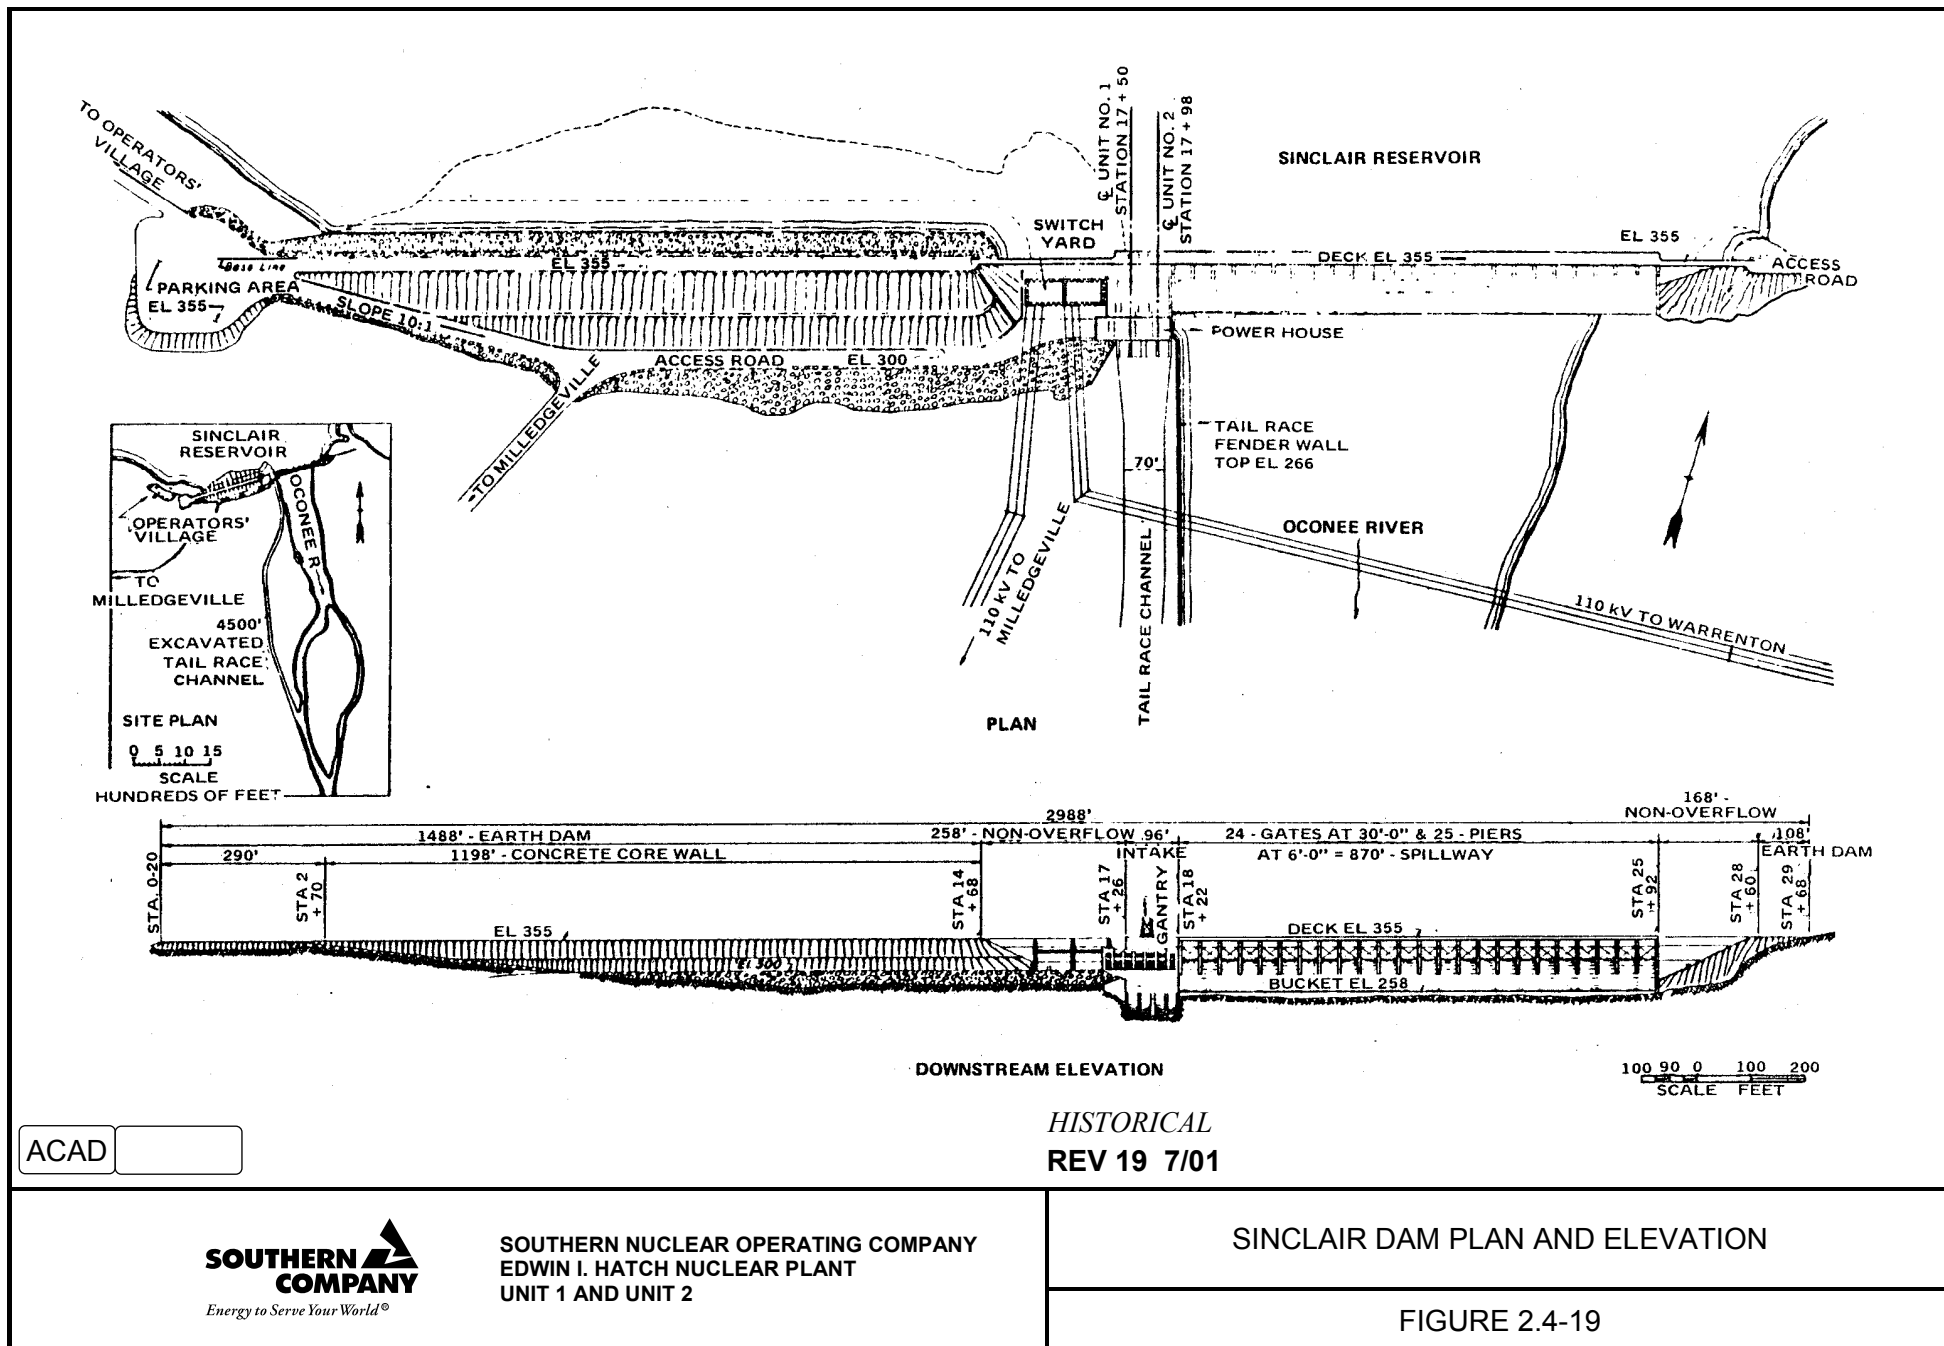 TO OPERATORS'
VILLAGE
℄ UNIT NO. 1
STATION 17 + 50
℄ UNIT NO. 2
STATION 17 + 98
SINCLAIR RESERVOIR
SWITCH
YARD
EL 355
DECK EL 355
ACCESS
ROAD
BASE LINE
EL 355
PARKING AREA
EL 355
SLOPE 10:1
ACCESS ROAD
EL 300
POWER HOUSE
TO MILLEDGEVILLE
TAIL RACE
FENDER WALL
TOP EL 266
70'
OCONEE RIVER
110 kV TO
MILLEDGEVILLE
TAIL RACE CHANNEL
110 kV TO WARRENTON
PLAN
SINCLAIR
RESERVOIR
OCONEE R
OPERATORS'
VILLAGE
TO
MILLEDGEVILLE
4500'
EXCAVATED
TAIL RACE
CHANNEL
SITE PLAN
0 5 10 15
SCALE
HUNDREDS OF FEET
2988'
168' -
NON-OVERFLOW
1488' - EARTH DAM
258' - NON-OVERFLOW
96'
INTAKE
24 - GATES AT 30'-0" & 25 - PIERS
AT 6'-0" = 870' - SPILLWAY
108'
EARTH DAM
290'
1198' - CONCRETE CORE WALL
STA. 0-20
STA 2
+ 70
STA 14
+ 68
STA 17
+ 26
GANTRY
STA 18
+ 22
STA 25
+ 92
STA 28
+ 60
STA 29
+ 68
EL 355
El 300
DECK EL 355
BUCKET EL 258
DOWNSTREAM ELEVATION
100 90 0 100 200
SCALE FEET
HISTORICAL
REV 19 7/01
ACAD
SOUTHERN
COMPANY
Energy to Serve Your World®
SOUTHERN NUCLEAR OPERATING COMPANY
EDWIN I. HATCH NUCLEAR PLANT
UNIT 1 AND UNIT 2
SINCLAIR DAM PLAN AND ELEVATION
FIGURE 2.4-19